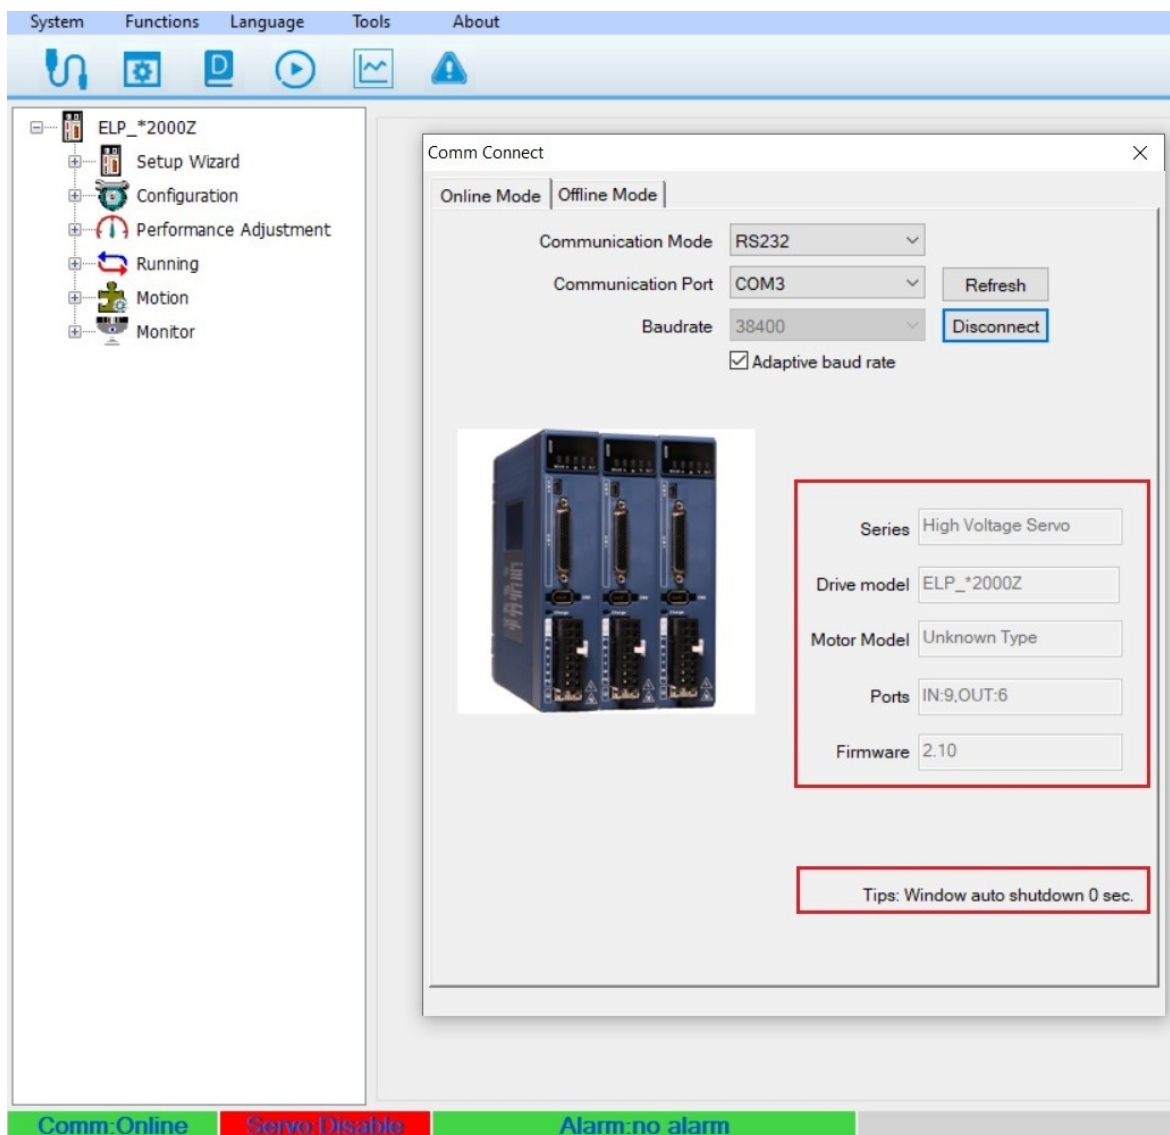 System Functions Language Tools About
D
ELP_*2000Z
Setup Wizard
Configuration
Performance Adjustment
Running
Motion
Monitor
Comm Connect
Online Mode Offline Mode
Communication Mode RS232
Communication Port COM3 Refresh
Baudrate 38400 Disconnect
Adaptive baud rate
Series High Voltage Servo
Drive model ELP_*2000Z
Motor Model Unknown Type
Ports IN:9,OUT:6
Firmware 2.10
Tips: Window auto shutdown 0 sec.
Comm:Online Servo:Disable Alarm:no alarm